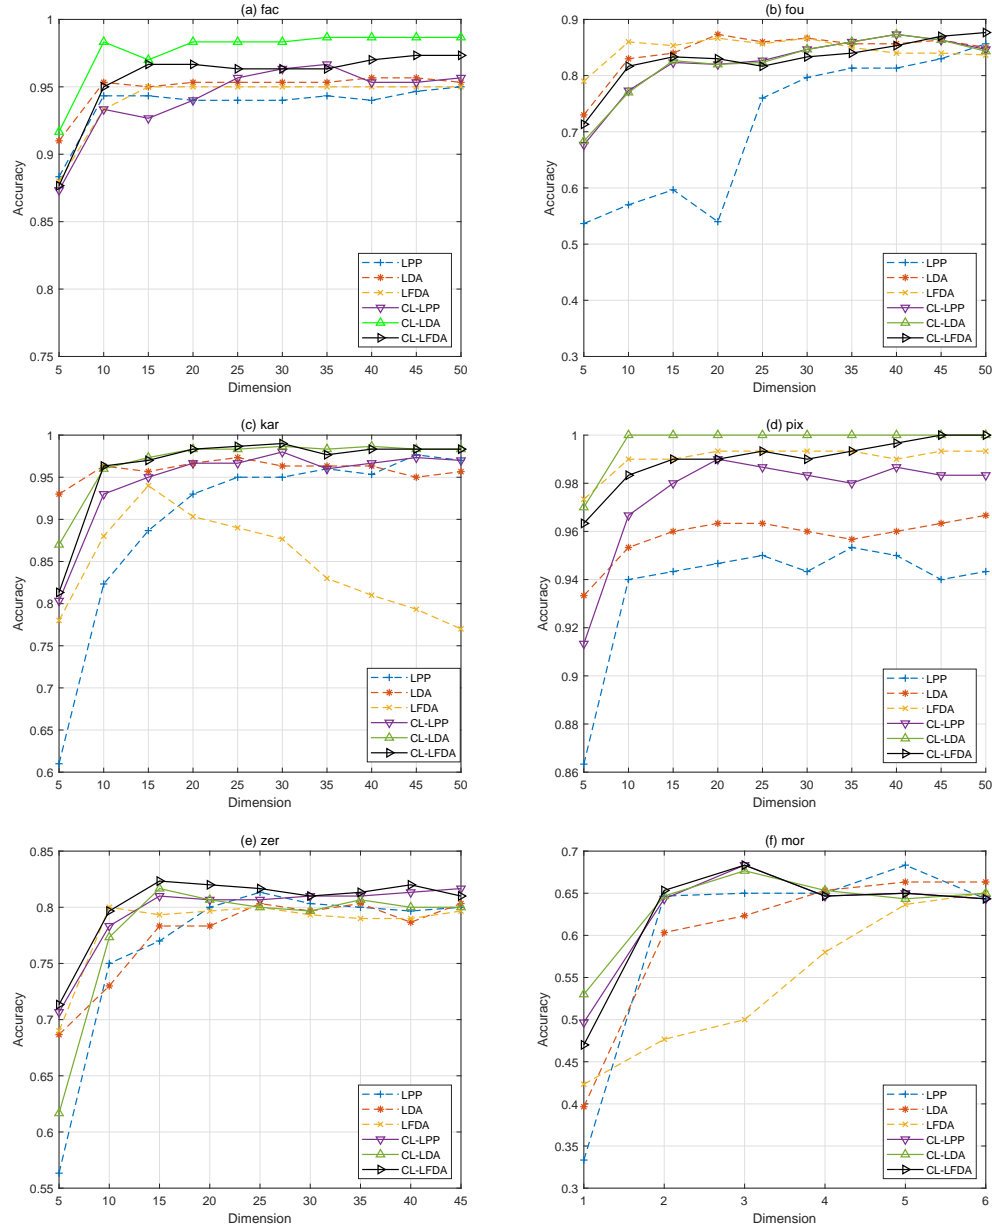 (a) fac
1
0.95
0.9
0.85
0.8
0.75
Accuracy
5 10 15 20 25 30 35 40 45 50
Dimension
LPP
LDA
LFDA
CL-LPP
CL-LDA
CL-LFDA
(b) fou
0.9
0.8
0.7
0.6
0.5
0.4
0.3
Accuracy
5 10 15 20 25 30 35 40 45 50
Dimension
LPP
LDA
LFDA
CL-LPP
CL-LDA
CL-LFDA
(c) kar
1
0.95
0.9
0.85
0.8
0.75
0.7
0.65
0.6
Accuracy
5 10 15 20 25 30 35 40 45 50
Dimension
LPP
LDA
LFDA
CL-LPP
CL-LDA
CL-LFDA
(d) pix
1
0.98
0.96
0.94
0.92
0.9
0.88
0.86
Accuracy
5 10 15 20 25 30 35 40 45 50
Dimension
LPP
LDA
LFDA
CL-LPP
CL-LDA
CL-LFDA
(e) zer
0.85
0.8
0.75
0.7
0.65
0.6
0.55
Accuracy
5 10 15 20 25 30 35 40 45
Dimension
LPP
LDA
LFDA
CL-LPP
CL-LDA
CL-LFDA
(f) mor
0.7
0.65
0.6
0.55
0.5
0.45
0.4
0.35
0.3
Accuracy
1 2 3 4 5 6
Dimension
LPP
LDA
LFDA
CL-LPP
CL-LDA
CL-LFDA